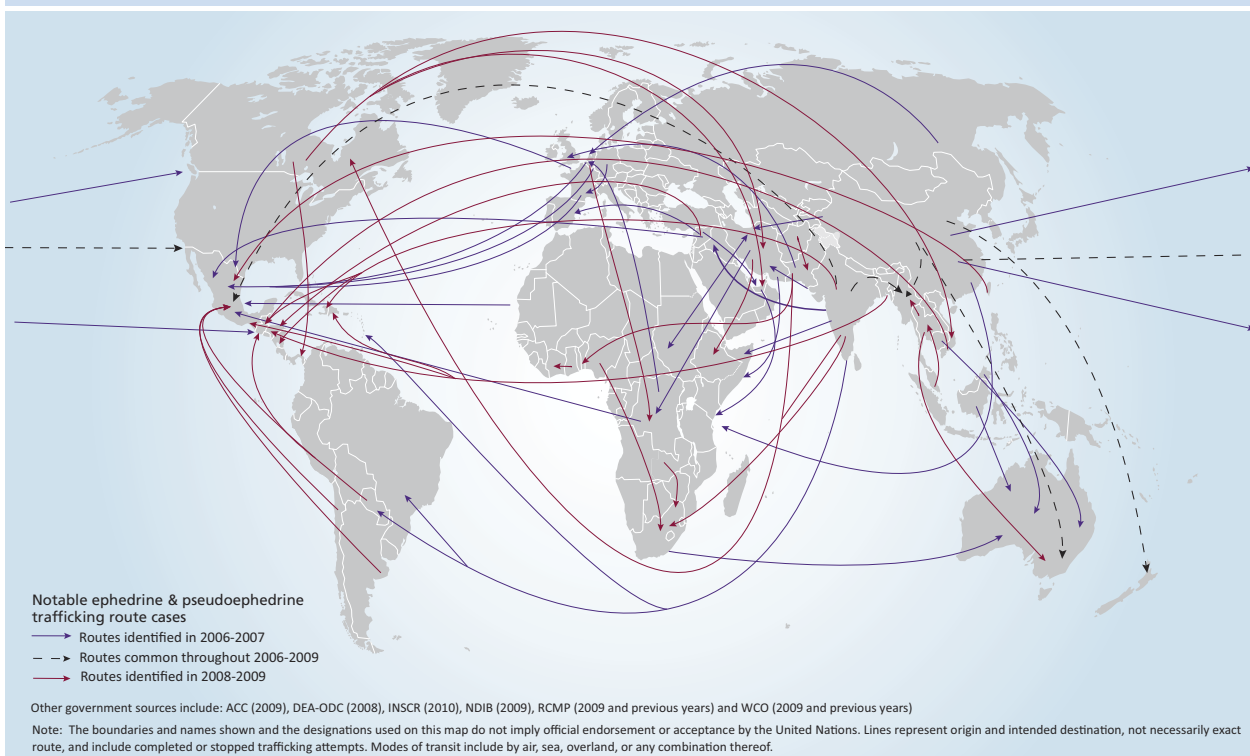 Notable ephedrine & pseudoephedrine
trafficking route cases
Routes identified in 2006-2007
Routes common throughout 2006-2009
Routes identified in 2008-2009
Other government sources include: ACC (2009), DEA-ODC (2008), INSCR (2010), NDIB (2009), RCMP (2009 and previous years) and WCO (2009 and previous years)
Note: The boundaries and names shown and the designations used on this map do not imply official endorsement or acceptance by the United Nations. Lines represent origin and intended destination, not necessarily exact
route, and include completed or stopped trafficking attempts. Modes of transit include by air, sea, overland, or any combination thereof.